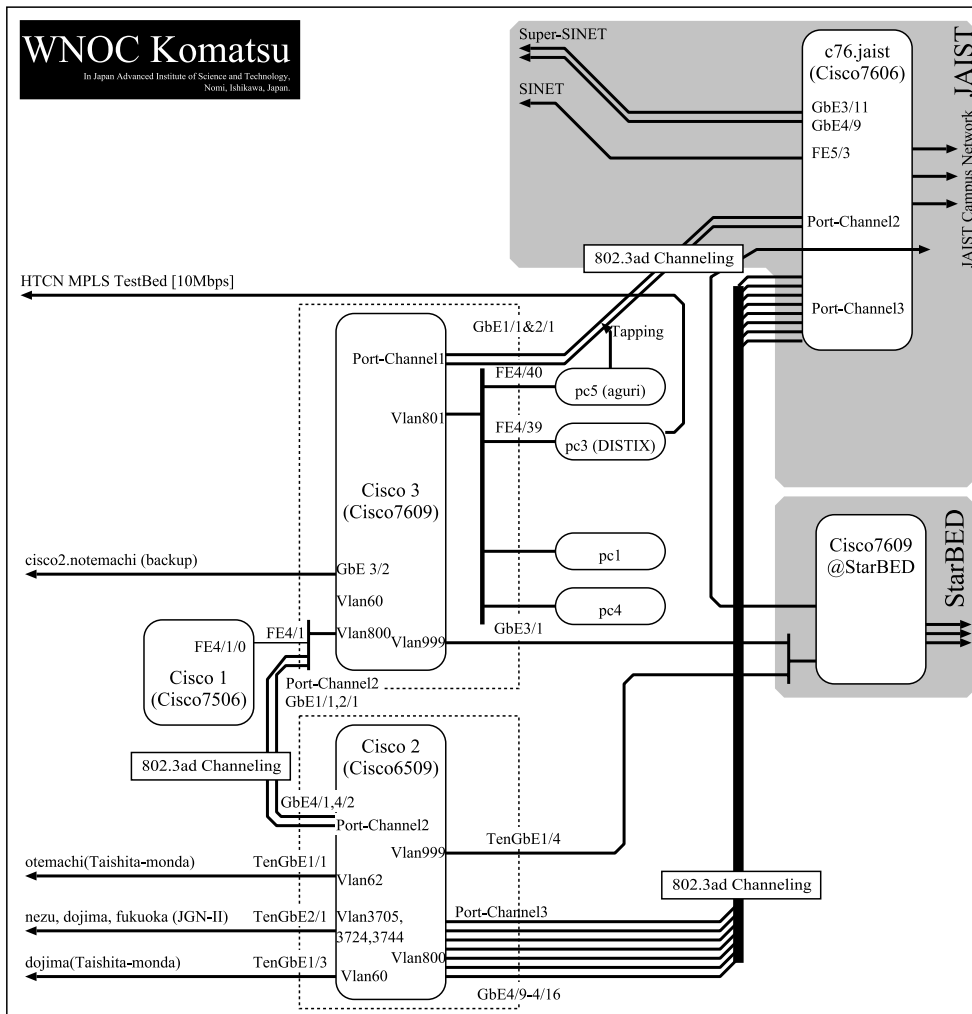 WNOC Komatsu
In Japan Advanced Institute of Science and Technology,
Nomi, Ishikawa, Japan.
Super-SINET
SINET
c76.jaist
(Cisco7606)
GbE3/11
GbE4/9
FE5/3
Port-Channel2
Port-Channel3
JAIST
JAIST Campus Network
802.3ad Channeling
HTCN MPLS TestBed [10Mbps]
GbE1/1&2/1
Tapping
Port-Channel1
FE4/40
pc5 (aguri)
Vlan801
FE4/39
pc3 (DISTIX)
Cisco 3
(Cisco7609)
pc1
pc4
cisco2.notemachi (backup)
GbE 3/2
Vlan60
Vlan800
Vlan999
GbE3/1
Cisco7609
@StarBED
StarBED
FE4/1
FE4/1/0
Cisco 1
(Cisco7506)
Port-Channel2
GbE1/1,2/1
802.3ad Channeling
Cisco 2
(Cisco6509)
GbE4/1,4/2
Port-Channel2
Vlan999
TenGbE1/4
otemachi(Taishita-monda)
TenGbE1/1
Vlan62
802.3ad Channeling
nezu, dojima, fukuoka (JGN-II)
TenGbE2/1
Vlan3705,
3724,3744
Port-Channel3
Vlan800
dojima(Taishita-monda)
TenGbE1/3
Vlan60
GbE4/9-4/16